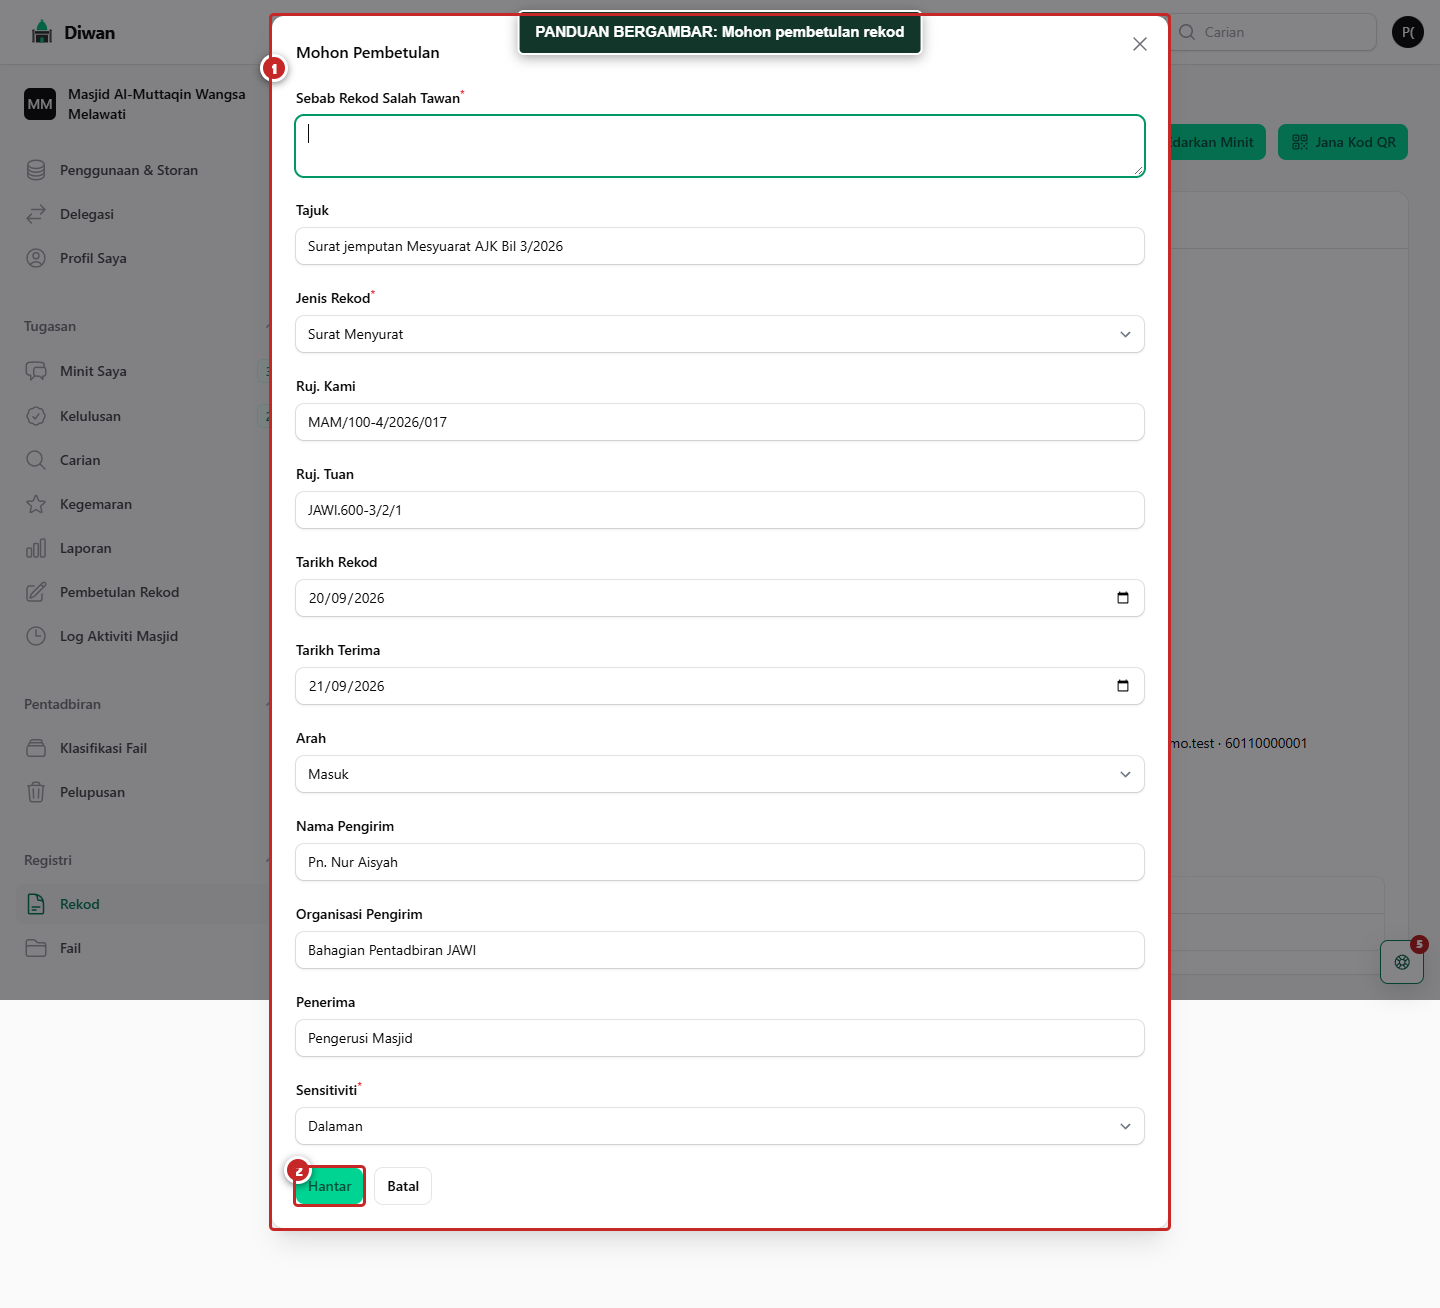 PANDUAN BERGAMBAR: Mohon pembetulan rekod
Diwan
Carian
P(
MM
Masjid Al-Muttaqin Wangsa
Melawati
Penggunaan & Storan
Delegasi
Profil Saya
Tugasan
Minit Saya
Kelulusan
Carian
Kegemaran
Laporan
Pembetulan Rekod
Log Aktiviti Masjid
Pentadbiran
Klasifikasi Fail
Pelupusan
Registri
Rekod
Fail
1
Mohon Pembetulan
Sebab Rekod Salah Tawan*
Tajuk
Surat jemputan Mesyuarat AJK Bil 3/2026
Jenis Rekod*
Surat Menyurat
Ruj. Kami
MAM/100-4/2026/017
Ruj. Tuan
JAWI.600-3/2/1
Tarikh Rekod
20/09/2026
Tarikh Terima
21/09/2026
Arah
Masuk
Nama Pengirim
Pn. Nur Aisyah
Organisasi Pengirim
Bahagian Pentadbiran JAWI
Penerima
Pengerusi Masjid
Sensitiviti*
Dalaman
2
Hantar
Batal
darkan Minit
Jana Kod QR
mo.test · 60110000001
5